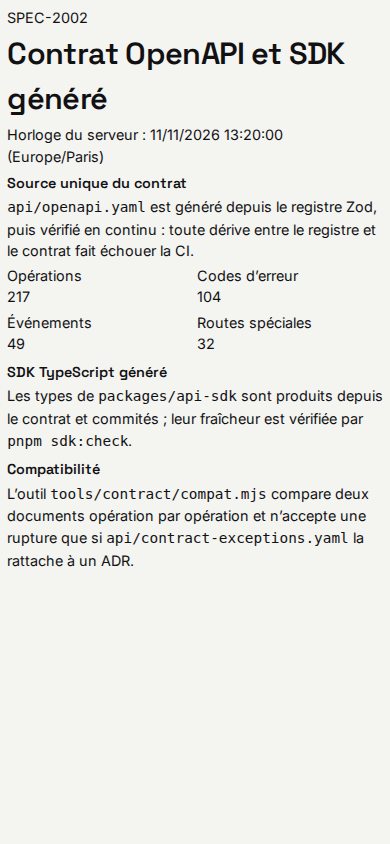 SPEC-2002
Contrat OpenAPI et SDK
généré
Horloge du serveur : 11/11/2026 13:20:00
(Europe/Paris)
Source unique du contrat
api/openapi.yaml est généré depuis le registre Zod,
puis vérifié en continu : toute dérive entre le registre et
le contrat fait échouer la CI.
Opérations
217
Codes d’erreur
104
Événements
49
Routes spéciales
32
SDK TypeScript généré
Les types de packages/api-sdk sont produits depuis
le contrat et commités ; leur fraîcheur est vérifiée par
pnpm sdk:check.
Compatibilité
L’outil tools/contract/compat.mjs compare deux
documents opération par opération et n’accepte une
rupture que si api/contract-exceptions.yaml la
rattache à un ADR.